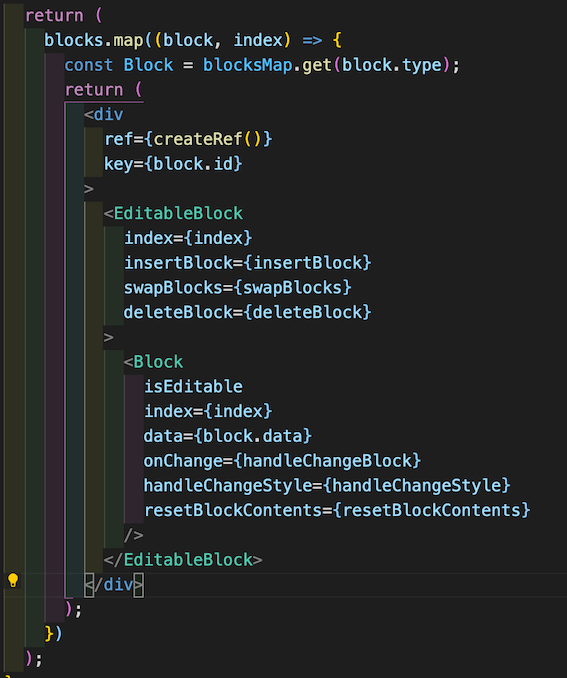 return (
blocks.map((block, index) => {
const Block = blocksMap.get(block.type);
return (
<div
ref={createRef()}
key={block.id}
>
<EditableBlock
index={index}
insertBlock={insertBlock}
swapBlocks={swapBlocks}
deleteBlock={deleteBlock}
>
<Block
isEditable
index={index}
data={block.data}
onChange={handleChangeBlock}
handleChangeStyle={handleChangeStyle}
resetBlockContents={resetBlockContents}
/>
</EditableBlock>
</div>
);
})
);